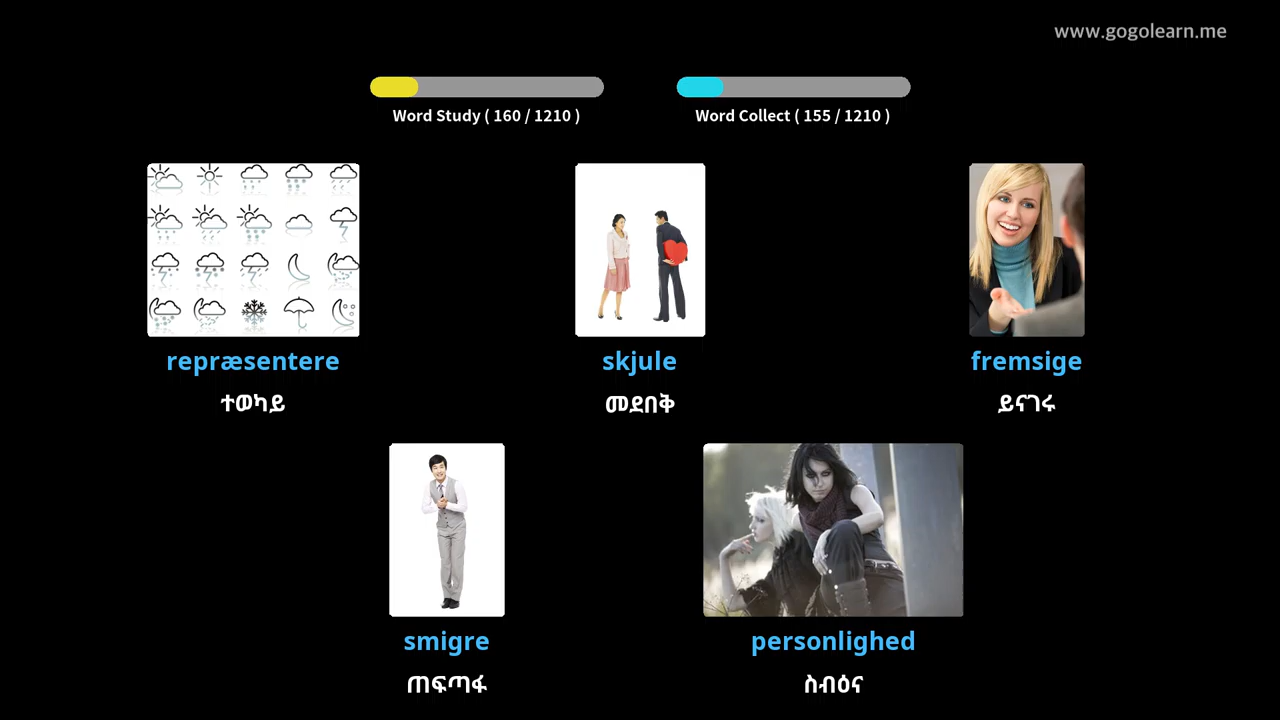 www.gogolearn.me
Word Study ( 160 / 1210 )
Word Collect ( 155 / 1210 )
repræsentere
skjule
fremsige
ተወካይ
መደበቅ
ይናገሩ
smigre
personlighed
ጠፍጣፋ
ስብዕና